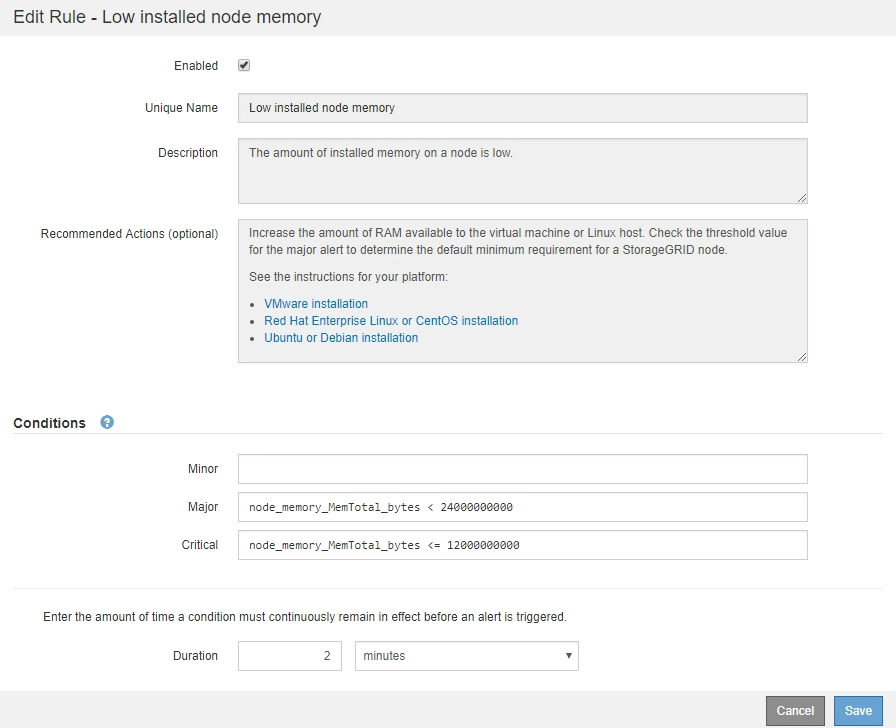 Edit Rule - Low installed node memory
Enabled
Unique Name
Low installed node memory
Description
The amount of installed memory on a node is low.
Recommended Actions (optional)
Increase the amount of RAM available to the virtual machine or Linux host. Check the threshold value
for the major alert to determine the default minimum requirement for a StorageGRID node.
See the instructions for your platform:
• VMware installation
• Red Hat Enterprise Linux or CentOS installation
• Ubuntu or Debian installation
Conditions ?
Minor
Major
node_memory_MemTotal_bytes < 24000000000
Critical
node_memory_MemTotal_bytes <= 12000000000
Enter the amount of time a condition must continuously remain in effect before an alert is triggered.
Duration
2
minutes
Cancel
Save